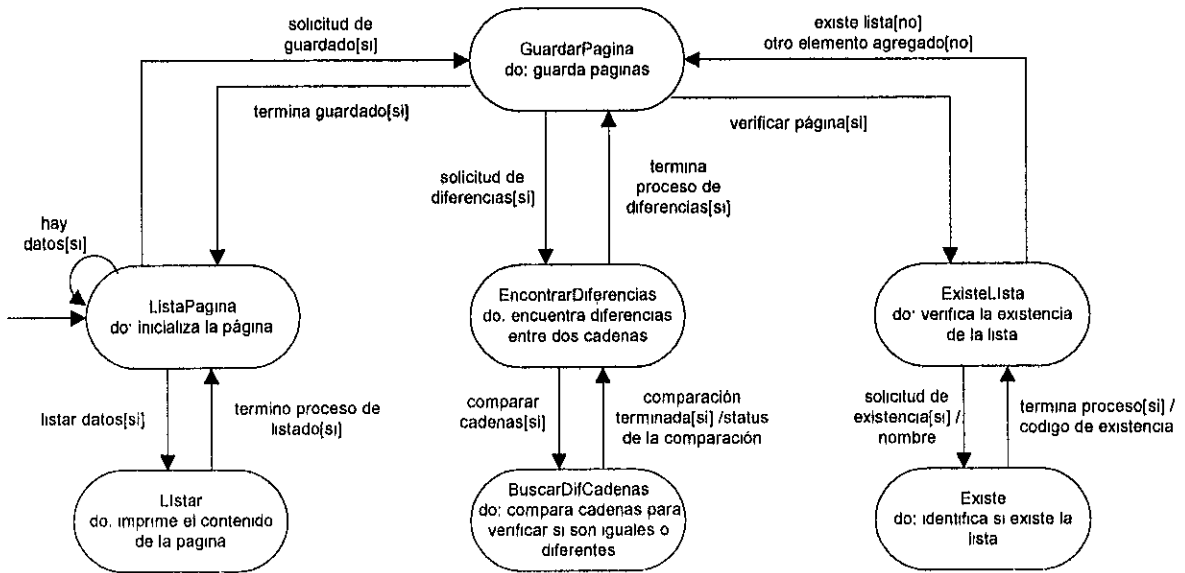 solicitud de
guardado[si]
GuardarPagina
do: guarda paginas
existe lista[no]
otro elemento agregado[no]
termina guardado[si]
verificar página[si]
solicitud de
diferencias[si]
termina
proceso de
diferencias[si]
hay
datos[si]
ListaPagina
do: inicializa la página
EncontrarDiferencias
do. encuentra diferencias
entre dos cadenas
ExisteLIsta
do: verifica la existencia
de la lista
listar datos[si]
termino proceso de
listado[si]
comparar
cadenas[si]
comparación
terminada[si] /status
de la comparación
solicitud de
existencia[si] /
nombre
termina proceso[si] /
codigo de existencia
LIstar
do. imprime el contenido
de la pagina
BuscarDifCadenas
do: compara cadenas para
verificar si son iguales o
diferentes
Existe
do: identifica si existe la
lista